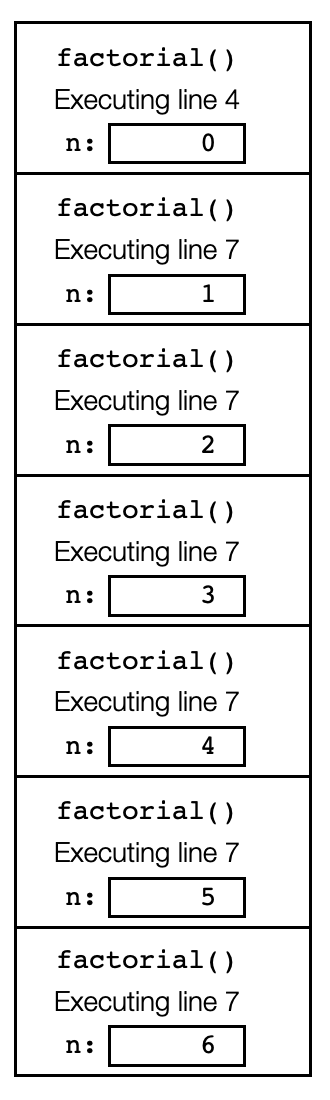 factorial()
Executing line 4
n: 0
factorial()
Executing line 7
n: 1
factorial()
Executing line 7
n: 2
factorial()
Executing line 7
n: 3
factorial()
Executing line 7
n: 4
factorial()
Executing line 7
n: 5
factorial()
Executing line 7
n: 6